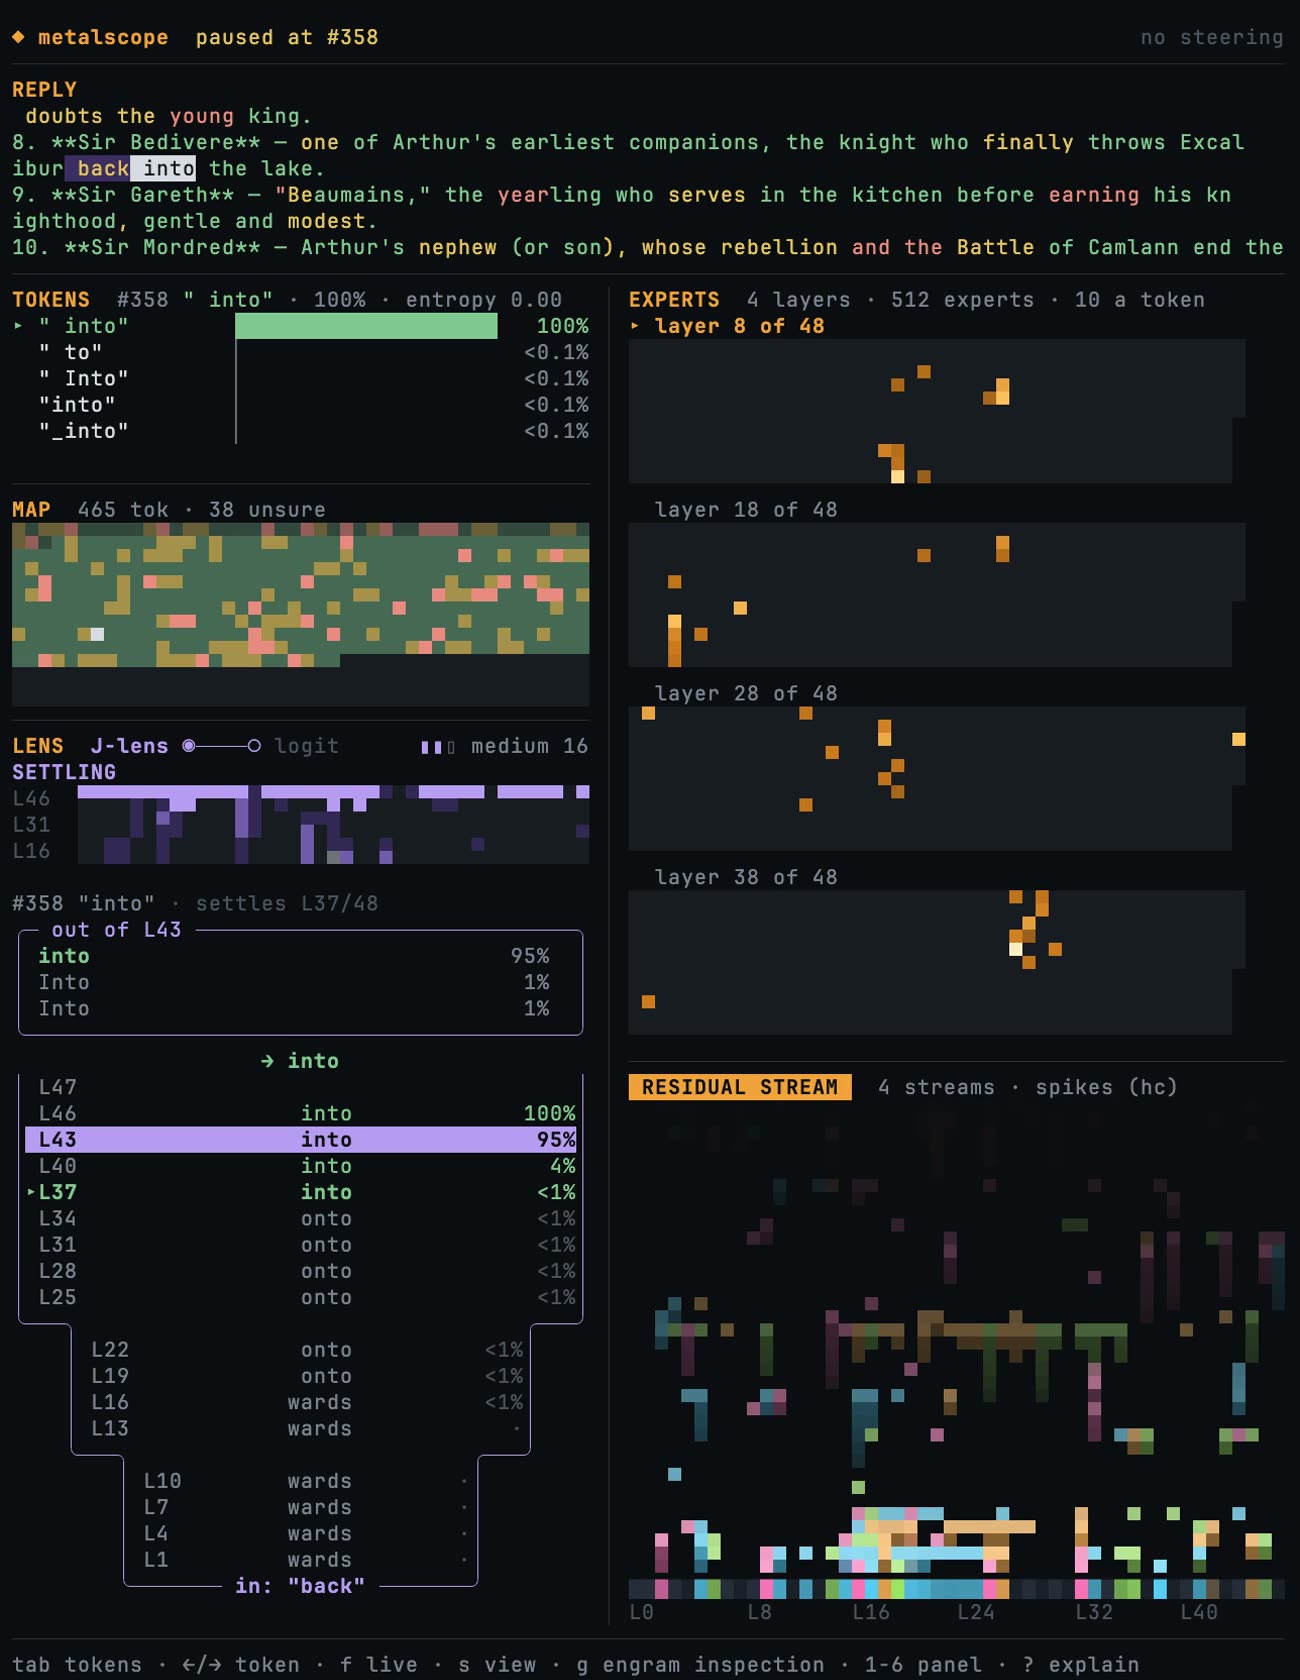 ◆ metalscope paused at #358 no steering
REPLY
doubts the young king.
8. **Sir Bedivere** — one of Arthur's earliest companions, the knight who finally throws Excal
ibur back into the lake.
9. **Sir Gareth** — "Beaumains," the yearling who serves in the kitchen before earning his kn
ighthood, gentle and modest.
10. **Sir Mordred** — Arthur's nephew (or son), whose rebellion and the Battle of Camlann end the
TOKENS #358 " into" · 100% · entropy 0.00
▸ " into" 100%
" to" <0.1%
" Into" <0.1%
"into" <0.1%
"_into" <0.1%
MAP 465 tok · 38 unsure
LENS J-lens ◉────○ logit ▮▮▯ medium 16
SETTLING
L46
L31
L16
#358 "into" · settles L37/48
out of L43
into 95%
Into 1%
Into 1%
→ into
L47
L46 into 100%
L43 into 95%
L40 into 4%
▸L37 into <1%
L34 onto <1%
L31 onto <1%
L28 onto <1%
L25 onto <1%
L22 onto <1%
L19 onto <1%
L16 wards <1%
L13 wards ·
L10 wards ·
L7 wards ·
L4 wards ·
L1 wards ·
in: "back"
EXPERTS 4 layers · 512 experts · 10 a token
▸ layer 8 of 48
layer 18 of 48
layer 28 of 48
layer 38 of 48
RESIDUAL STREAM 4 streams · spikes (hc)
L0 L8 L16 L24 L32 L40
tab tokens · ←/→ token · f live · s view · g engram inspection · 1-6 panel · ? explain